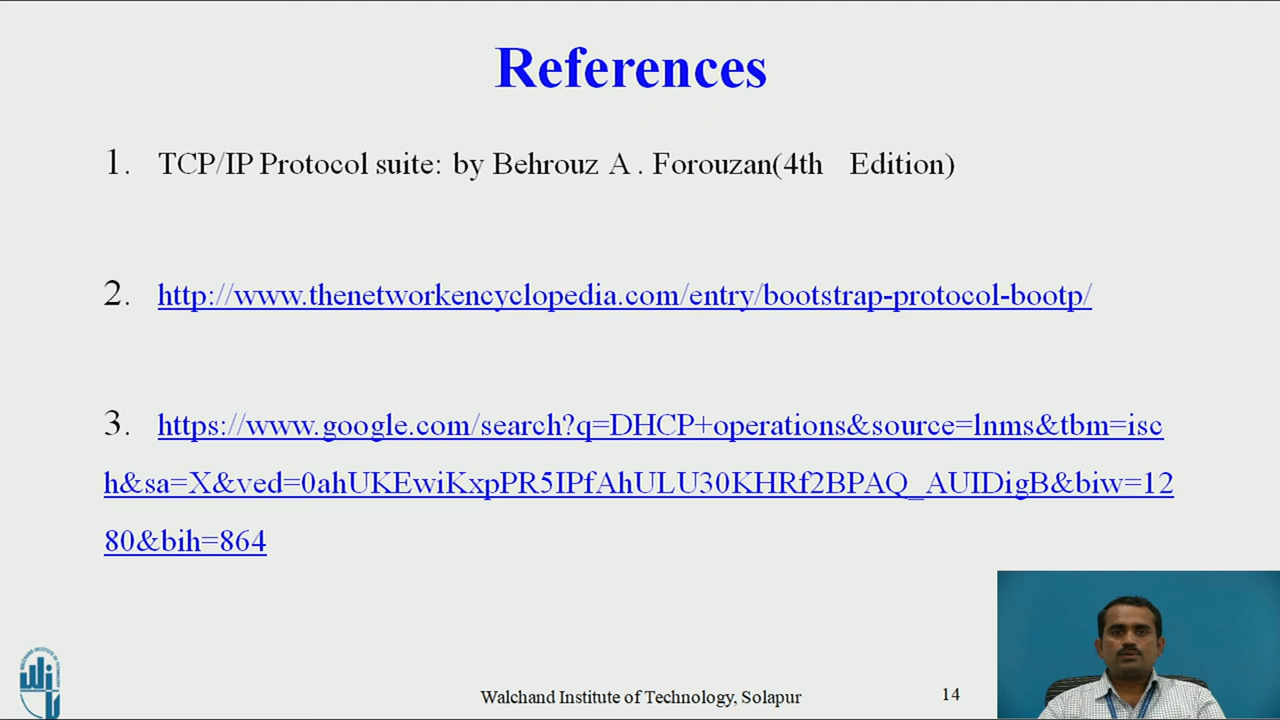 References
1. TCP/IP Protocol suite: by Behrouz A . Forouzan(4th Edition)
2. http://www.thenetworkencyclopedia.com/entry/bootstrap-protocol-bootp/
3. https://www.google.com/search?q=DHCP+operations&source=lnms&tbm=isc
h&sa=X&ved=0ahUKEwiKxpPR5IPfAhULU30KHRf2BPAQ_AUIDigB&biw=12
80&bih=864
Walchand Institute of Technology, Solapur
14